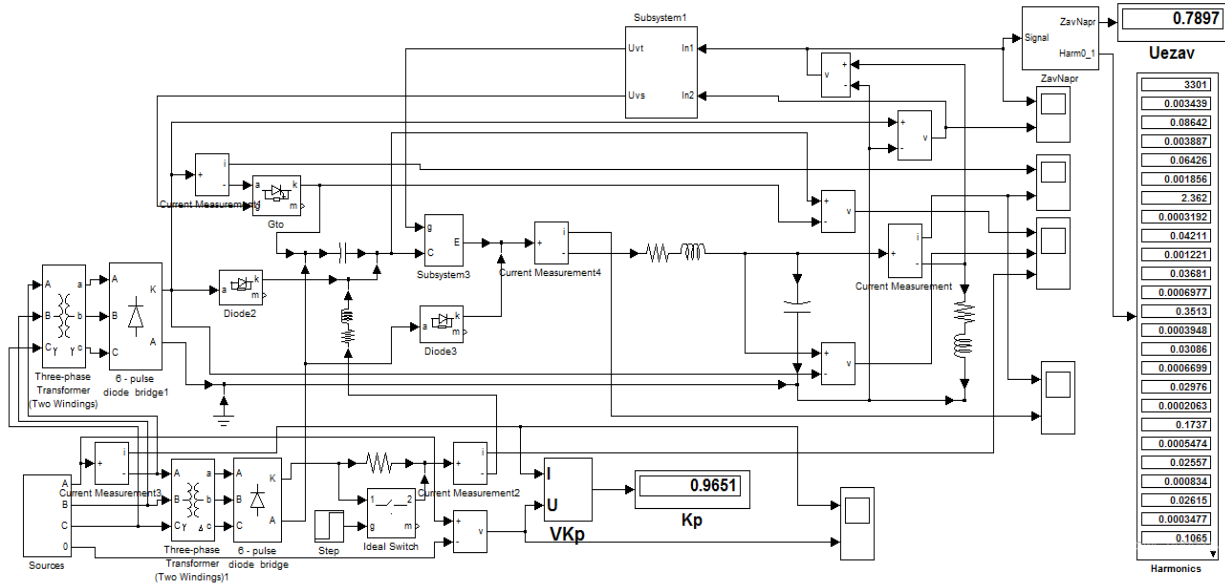 Subsystem1
Uvt
In1
Uvs
In2
ZavNapr
Signal
Harm0_1
ZavNapr
0.7897
Uezav
+
-
v
+
-
v
+
i
-
Current Measurement4
a
k
g
m
Gto
+
-
v
g
C
E
Subsystem3
+
i
-
Current Measurement4
+
i
-
Current Measurement
a
k
m
Diode2
a
k
m
Diode3
+
-
v
A
a
B
b
C
Y
y
c
Three-phase
Transformer
(Two Windings)
A
K
B
C
A
6 - pulse
diode bridge1
A
B
C
0
Sources
+
i
-
Current Measurement3
A
a
B
b
C
Y
Δ
c
Three-phase
Transformer
(Two Windings)1
A
K
B
C
A
6 - pulse
diode bridge
Step
1
2
g
m
Ideal Switch
+
i
-
Current Measurement2
+
-
v
I
U
VKp
0.9651
Kp
3301
0.003439
0.08642
0.003887
0.06426
0.001856
2.362
0.0003192
0.04211
0.001221
0.03681
0.0006977
0.3513
0.0003948
0.03086
0.0006699
0.02976
0.0002063
0.1737
0.0005474
0.02557
0.000834
0.02615
0.0003477
0.1065
Harmonics